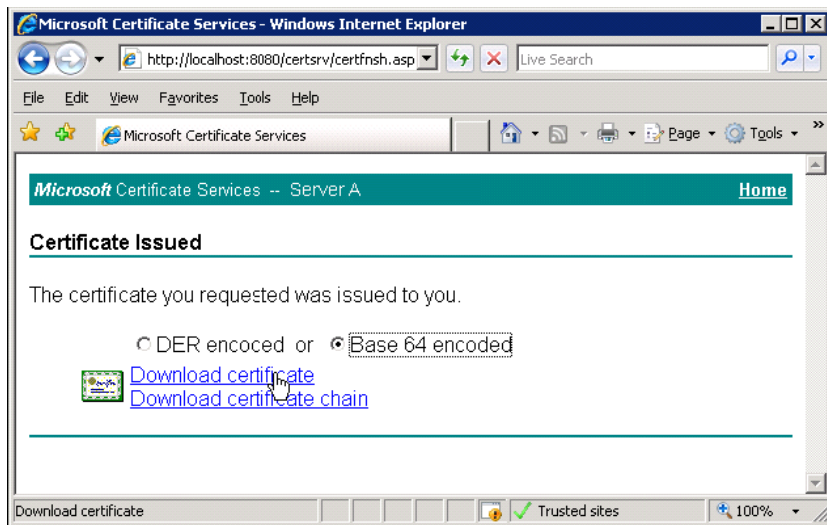 Microsoft Certificate Services - Windows Internet Explorer
http://localhost:8080/certsrv/certfnsh.asp
Live Search
File Edit View Favorites Tools Help
Microsoft Certificate Services
Page Tools »
Microsoft Certificate Services -- Server A Home
Certificate Issued
The certificate you requested was issued to you.
DER encoced or Base 64 encoded
Download certificate
Download certificate chain
Download certificate Trusted sites 100%